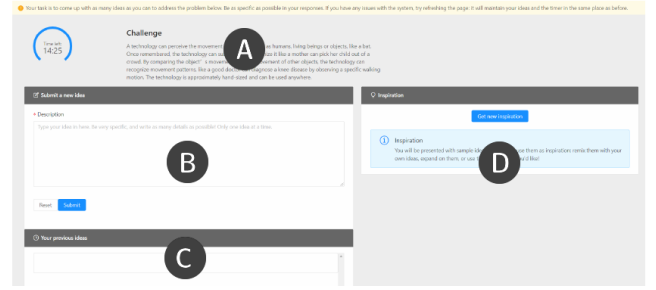 Your task is to come up with as many ideas as you can to address the problem below. Be as specific as possible in your responses. If you have any issues with the system, try refreshing the page: it will maintain your ideas and the timer in the same place as before.
Time left
14:25
Challenge
A technology can perceive the movement as humans, living beings or objects, like a bat.
Once remembered, the technology can it like a mother can pick her child out of a
crowd. By comparing the object's movement of other objects, the technology can
recognize movement patterns, like a good doctor diagnose a knee disease by observing a specific walking
motion. The technology is approximately hand-sized and can be used anywhere.
A
Submit a new idea
* Description
Type your idea in here. Be very specific, and write as many details as possible! Only one idea at a time.
B
Reset Submit
Your previous ideas
C
Inspiration
Get new inspiration
Inspiration
You will be presented with sample use them as inspiration: remix them with your
own ideas, expand on them, or use like!
D